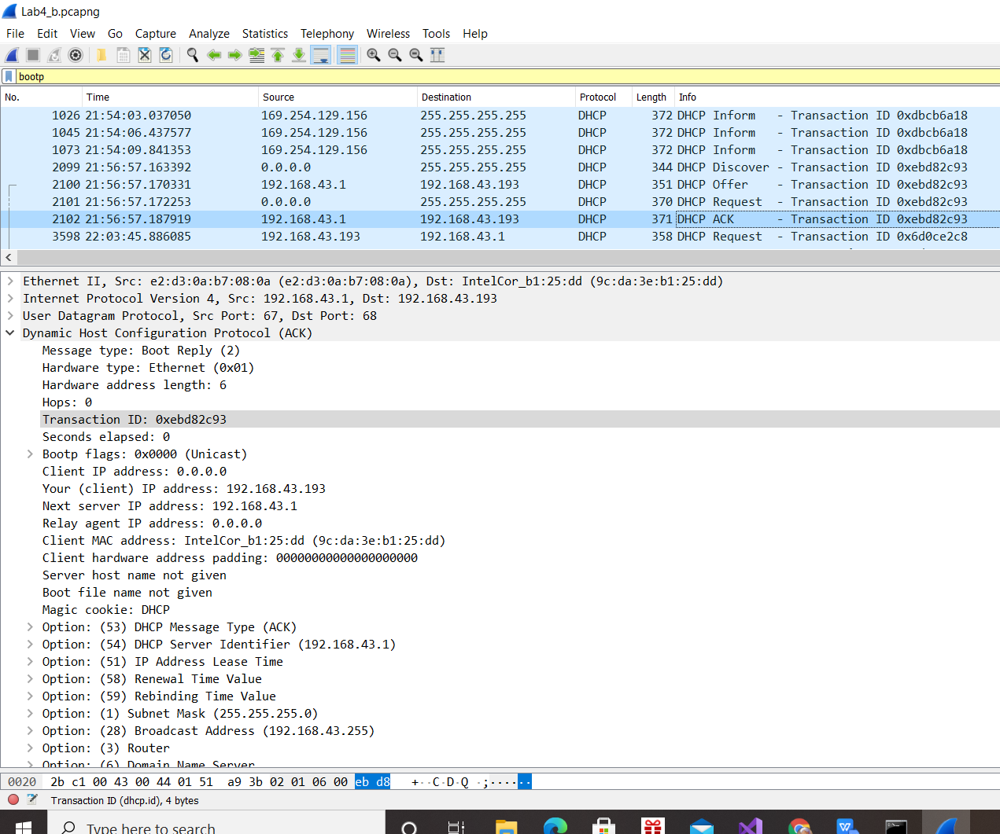 Lab4_b.pcapng
File Edit View Go Capture Analyze Statistics Telephony Wireless Tools Help
bootp
No. Time Source Destination Protocol Length Info
1026 21:54:03.037050 169.254.129.156 255.255.255.255 DHCP 372 DHCP Inform - Transaction ID 0xdbcb6a18
1045 21:54:06.437577 169.254.129.156 255.255.255.255 DHCP 372 DHCP Inform - Transaction ID 0xdbcb6a18
1073 21:54:09.841353 169.254.129.156 255.255.255.255 DHCP 372 DHCP Inform - Transaction ID 0xdbcb6a18
2099 21:56:57.163392 0.0.0.0 255.255.255.255 DHCP 344 DHCP Discover - Transaction ID 0xebd82c93
2100 21:56:57.170331 192.168.43.1 192.168.43.193 DHCP 351 DHCP Offer - Transaction ID 0xebd82c93
2101 21:56:57.172253 0.0.0.0 255.255.255.255 DHCP 370 DHCP Request - Transaction ID 0xebd82c93
2102 21:56:57.187919 192.168.43.1 192.168.43.193 DHCP 371 DHCP ACK - Transaction ID 0xebd82c93
3598 22:03:45.886085 192.168.43.193 192.168.43.1 DHCP 358 DHCP Request - Transaction ID 0x6d0ce2c8
Ethernet II, Src: e2:d3:0a:b7:08:0a (e2:d3:0a:b7:08:0a), Dst: IntelCor_b1:25:dd (9c:da:3e:b1:25:dd)
Internet Protocol Version 4, Src: 192.168.43.1, Dst: 192.168.43.193
User Datagram Protocol, Src Port: 67, Dst Port: 68
Dynamic Host Configuration Protocol (ACK)
Message type: Boot Reply (2)
Hardware type: Ethernet (0x01)
Hardware address length: 6
Hops: 0
Transaction ID: 0xebd82c93
Seconds elapsed: 0
Bootp flags: 0x0000 (Unicast)
Client IP address: 0.0.0.0
Your (client) IP address: 192.168.43.193
Next server IP address: 192.168.43.1
Relay agent IP address: 0.0.0.0
Client MAC address: IntelCor_b1:25:dd (9c:da:3e:b1:25:dd)
Client hardware address padding: 00000000000000000000
Server host name not given
Boot file name not given
Magic cookie: DHCP
Option: (53) DHCP Message Type (ACK)
Option: (54) DHCP Server Identifier (192.168.43.1)
Option: (51) IP Address Lease Time
Option: (58) Renewal Time Value
Option: (59) Rebinding Time Value
Option: (1) Subnet Mask (255.255.255.0)
Option: (28) Broadcast Address (192.168.43.255)
Option: (3) Router
Option: (6) Domain Name Server
0020 2b c1 00 43 00 44 01 51 a9 3b 02 01 06 00 eb d8 +··C·D·Q ·;······
Transaction ID (dhcp.id), 4 bytes
Type here to search